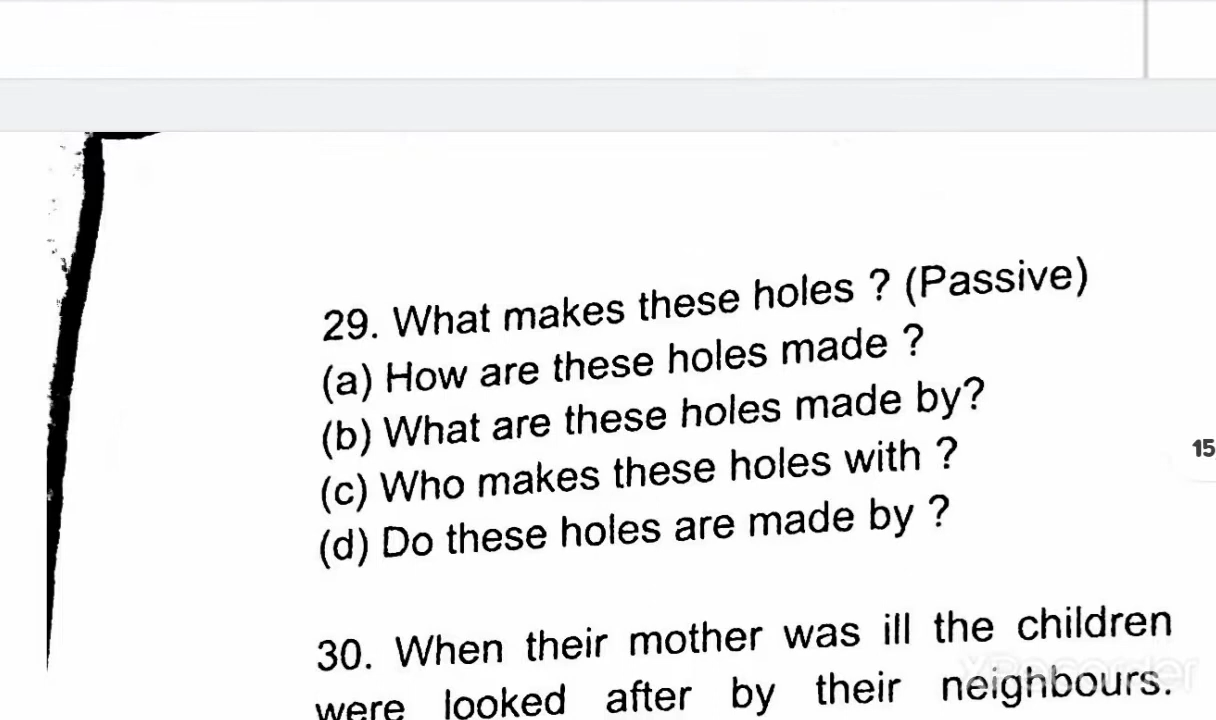 29. What makes these holes ? (Passive)
(a) How are these holes made ?
(b) What are these holes made by?
(c) Who makes these holes with ?
(d) Do these holes are made by ?
15
30. When their mother was ill the children
were looked after by their neighbours.
XRecorder